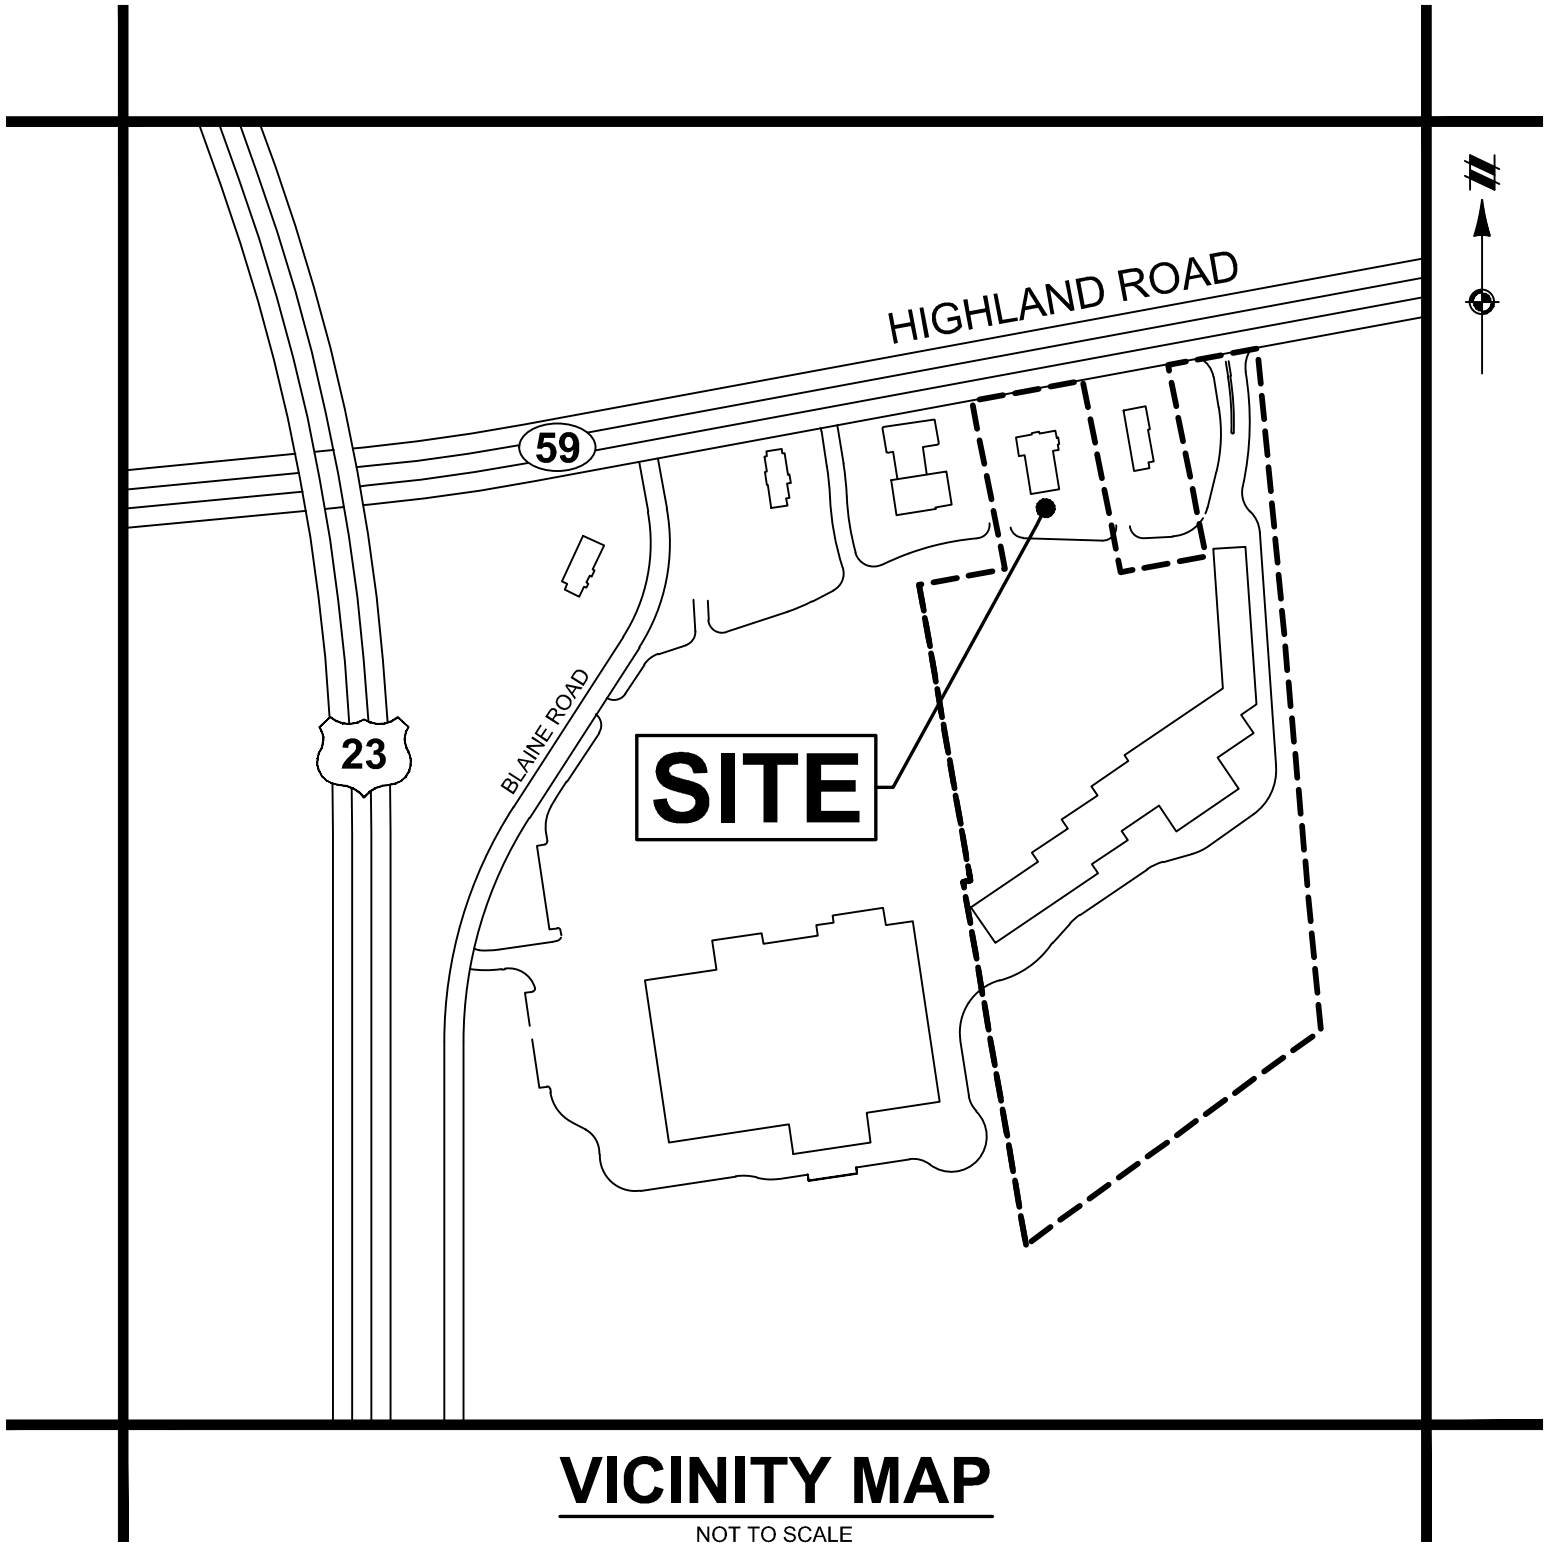 N
HIGHLAND ROAD
59
BLAINE ROAD
23
SITE
VICINITY MAP
NOT TO SCALE